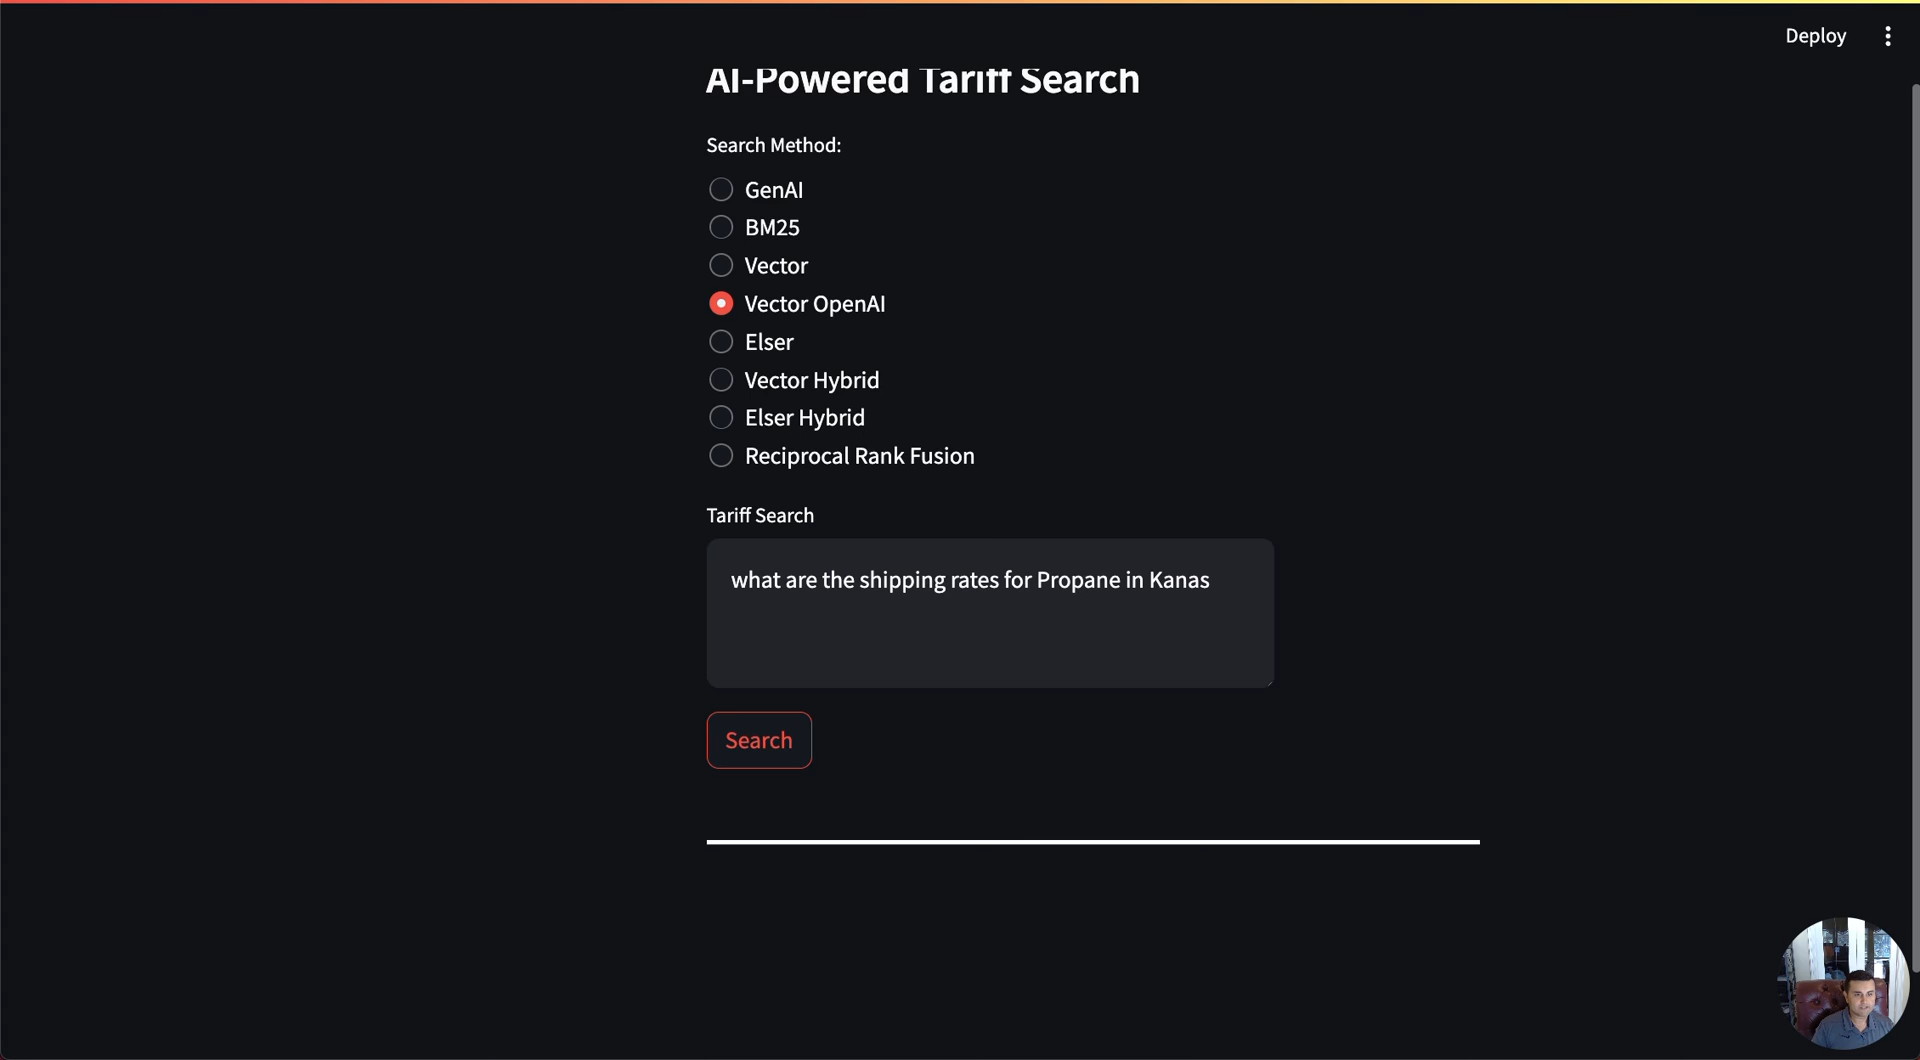 Deploy
AI-Powered Tariff Search
Search Method:
GenAI
BM25
Vector
Vector OpenAI
Elser
Vector Hybrid
Elser Hybrid
Reciprocal Rank Fusion
Tariff Search
what are the shipping rates for Propane in Kanas
Search